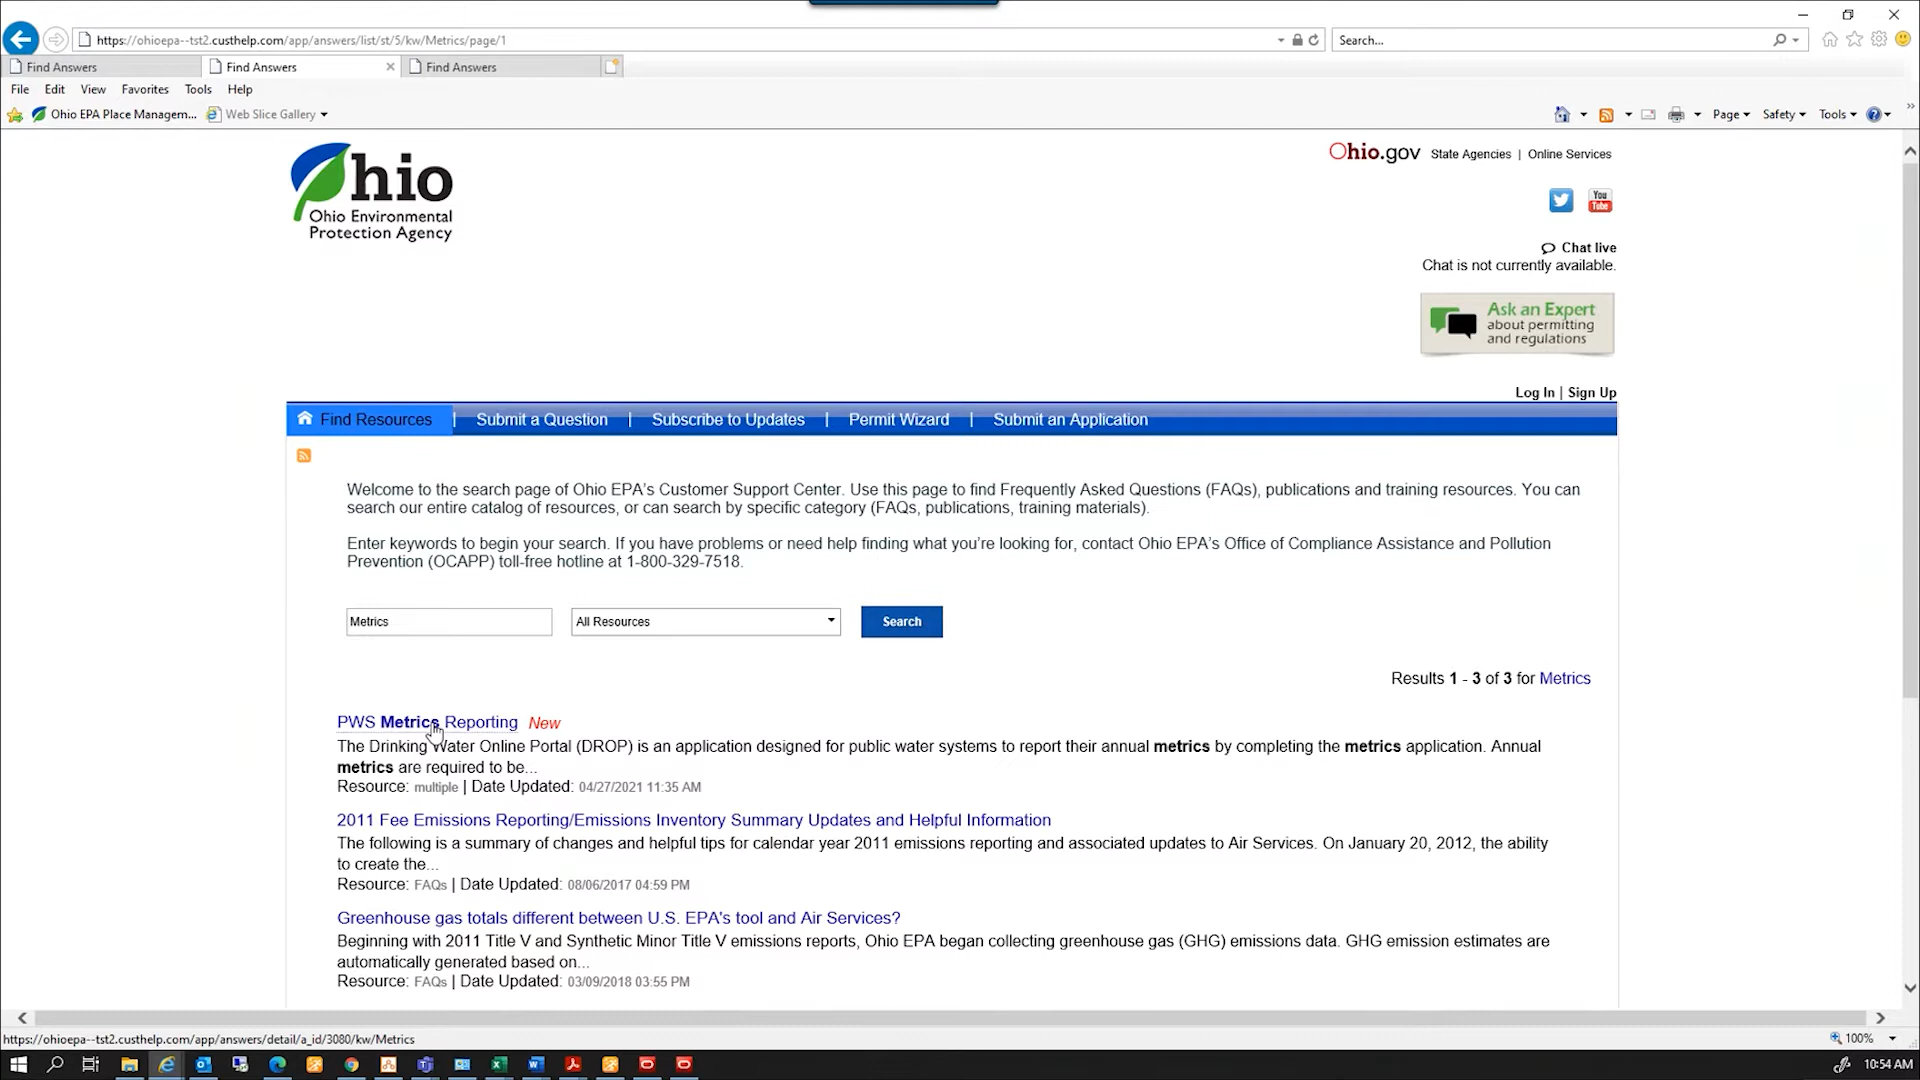 https://ohioepa--tst2.custhelp.com/app/answers/list/st/5/kw/Metrics/page/1
Search...
Find Answers
Find Answers
Find Answers
File Edit View Favorites Tools Help
Ohio EPA Place Managem... Web Slice Gallery
Page Safety Tools
Ohio
Ohio Environmental
Protection Agency
Ohio.gov State Agencies | Online Services
You
Tube
Chat live
Chat is not currently available.
Ask an Expert
about permitting
and regulations
Log In | Sign Up
Find Resources | Submit a Question | Subscribe to Updates | Permit Wizard | Submit an Application
Welcome to the search page of Ohio EPA's Customer Support Center. Use this page to find Frequently Asked Questions (FAQs), publications and training resources. You can
search our entire catalog of resources, or can search by specific category (FAQs, publications, training materials).
Enter keywords to begin your search. If you have problems or need help finding what you're looking for, contact Ohio EPA's Office of Compliance Assistance and Pollution
Prevention (OCAPP) toll-free hotline at 1-800-329-7518.
Metrics All Resources Search
Results 1 - 3 of 3 for Metrics
PWS Metrics Reporting New
The Drinking Water Online Portal (DROP) is an application designed for public water systems to report their annual metrics by completing the metrics application. Annual
metrics are required to be...
Resource: multiple | Date Updated: 04/27/2021 11:35 AM
2011 Fee Emissions Reporting/Emissions Inventory Summary Updates and Helpful Information
The following is a summary of changes and helpful tips for calendar year 2011 emissions reporting and associated updates to Air Services. On January 20, 2012, the ability
to create the...
Resource: FAQs | Date Updated: 08/06/2017 04:59 PM
Greenhouse gas totals different between U.S. EPA's tool and Air Services?
Beginning with 2011 Title V and Synthetic Minor Title V emissions reports, Ohio EPA began collecting greenhouse gas (GHG) emissions data. GHG emission estimates are
automatically generated based on...
Resource: FAQs | Date Updated: 03/09/2018 03:55 PM
https://ohioepa--tst2.custhelp.com/app/answers/detail/a_id/3080/kw/Metrics
100%
10:54 AM